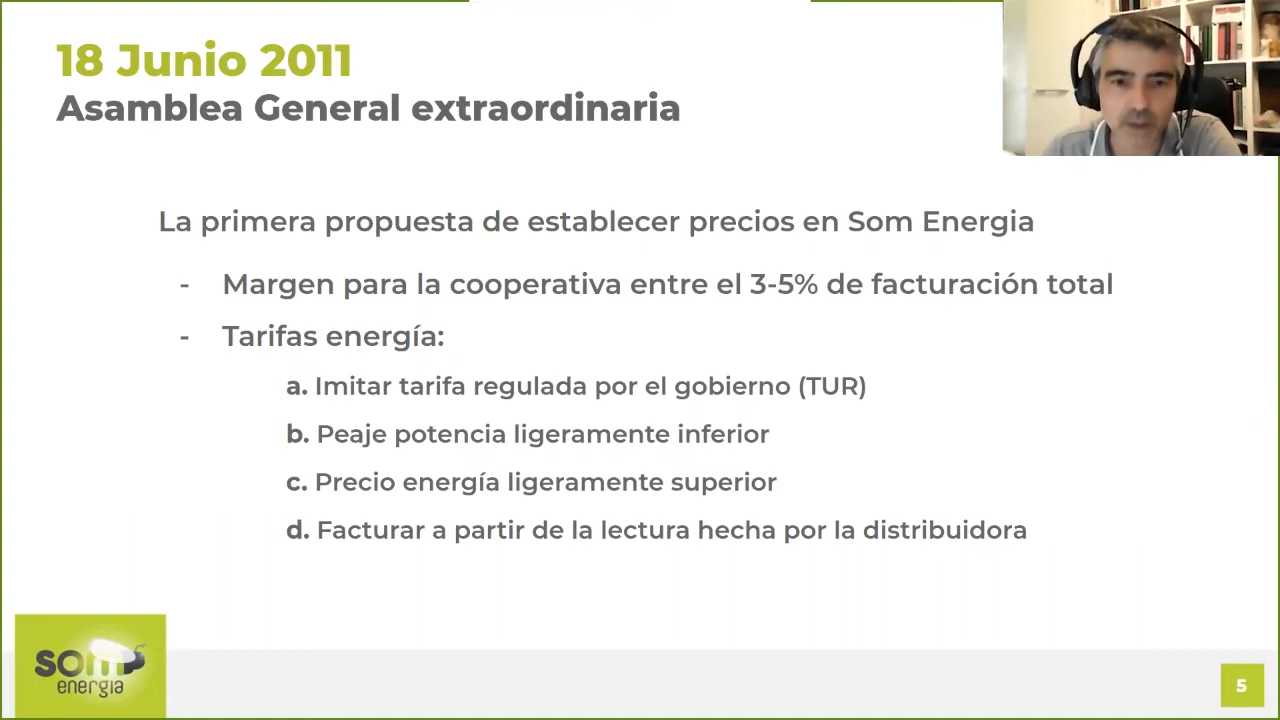 18 Junio 2011
Asamblea General extraordinaria
La primera propuesta de establecer precios en Som Energia
- Margen para la cooperativa entre el 3-5% de facturación total
- Tarifas energía:
a. Imitar tarifa regulada por el gobierno (TUR)
b. Peaje potencia ligeramente inferior
c. Precio energía ligeramente superior
d. Facturar a partir de la lectura hecha por la distribuidora
som
energia
5